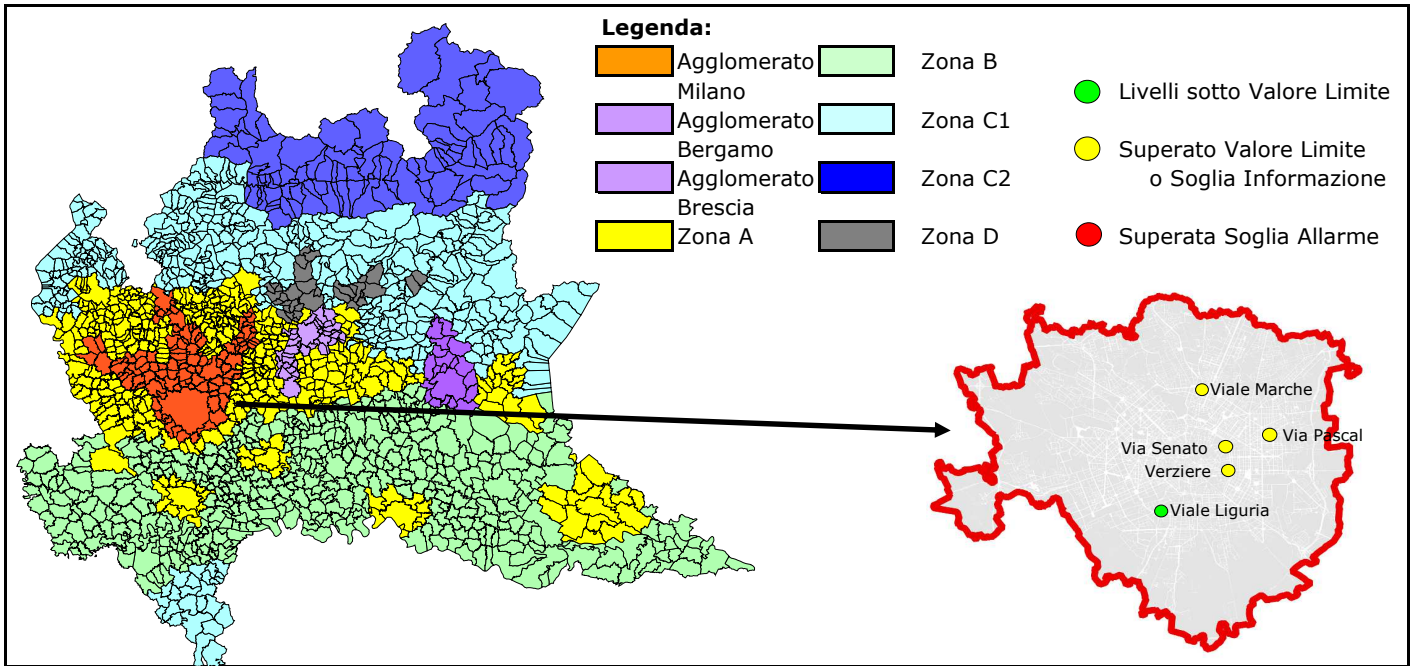 Legenda:
Agglomerato
Milano
Agglomerato
Bergamo
Agglomerato
Brescia
Zona A
Zona B
Zona C1
Zona C2
Zona D
Livelli sotto Valore Limite
Superato Valore Limite
o Soglia Informazione
Superata Soglia Allarme
Viale Marche
Via Pascal
Via Senato
Verziere
Viale Liguria